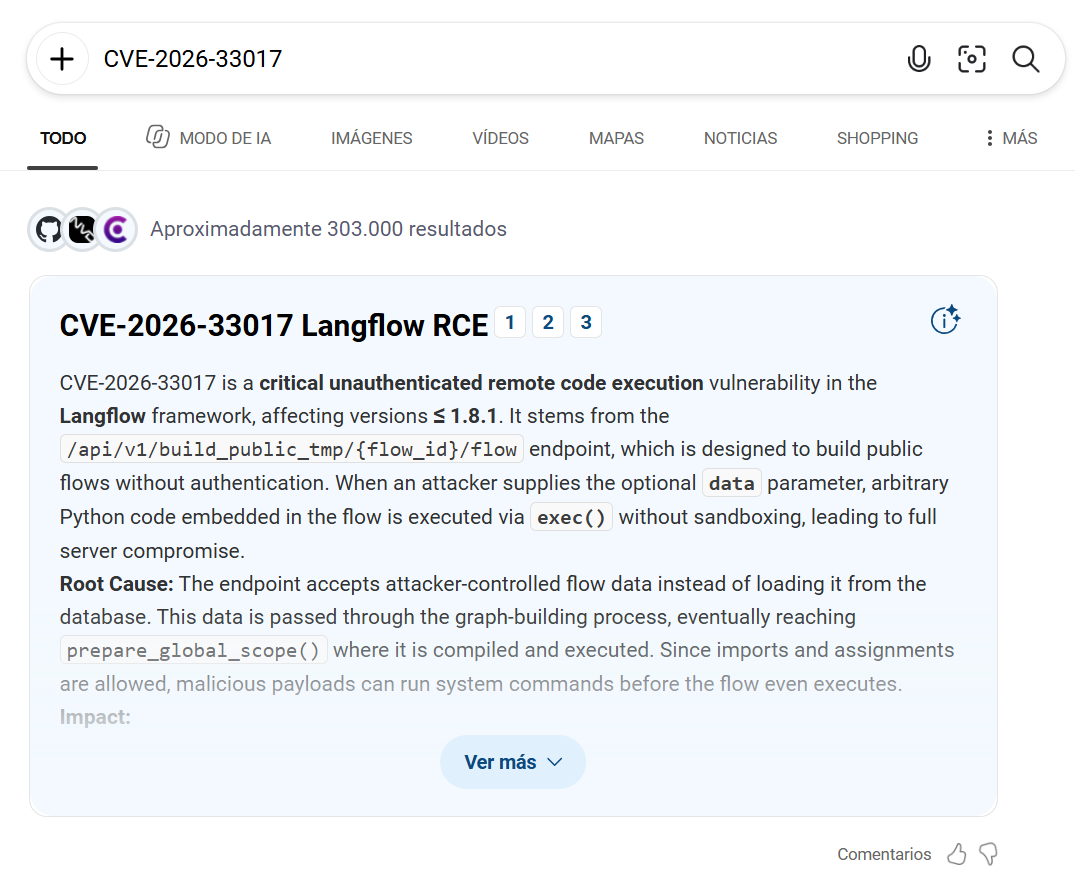 CVE-2026-33017
TODO
MODO DE IA
IMÁGENES
VÍDEOS
MAPAS
NOTICIAS
SHOPPING
MÁS
Aproximadamente 303.000 resultados
CVE-2026-33017 Langflow RCE 1 2 3
CVE-2026-33017 is a critical unauthenticated remote code execution vulnerability in the
Langflow framework, affecting versions ≤ 1.8.1. It stems from the
/api/v1/build_public_tmp/{flow_id}/flow endpoint, which is designed to build public
flows without authentication. When an attacker supplies the optional data parameter, arbitrary
Python code embedded in the flow is executed via exec() without sandboxing, leading to full
server compromise.
Root Cause: The endpoint accepts attacker-controlled flow data instead of loading it from the
database. This data is passed through the graph-building process, eventually reaching
prepare_global_scope() where it is compiled and executed. Since imports and assignments
are allowed, malicious payloads can run system commands before the flow even executes.
Impact:
Ver más
Comentarios